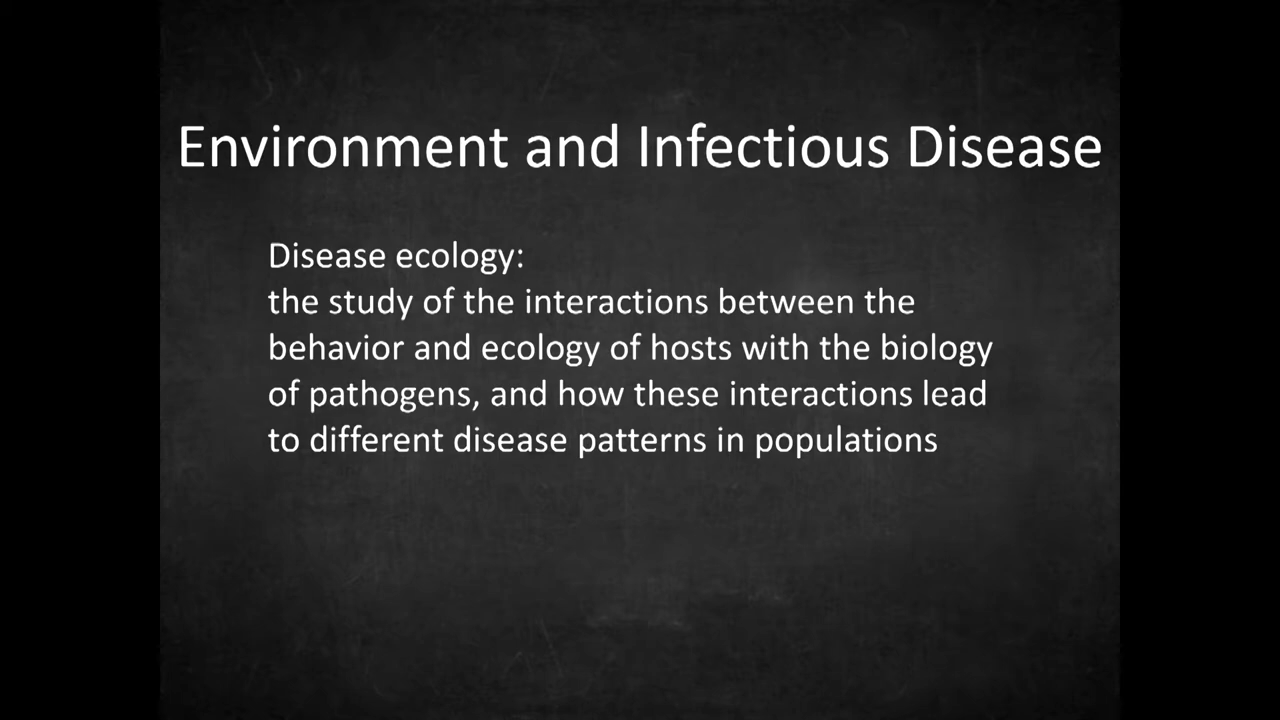 Environment and Infectious Disease
Disease ecology:
the study of the interactions between the
behavior and ecology of hosts with the biology
of pathogens, and how these interactions lead
to different disease patterns in populations